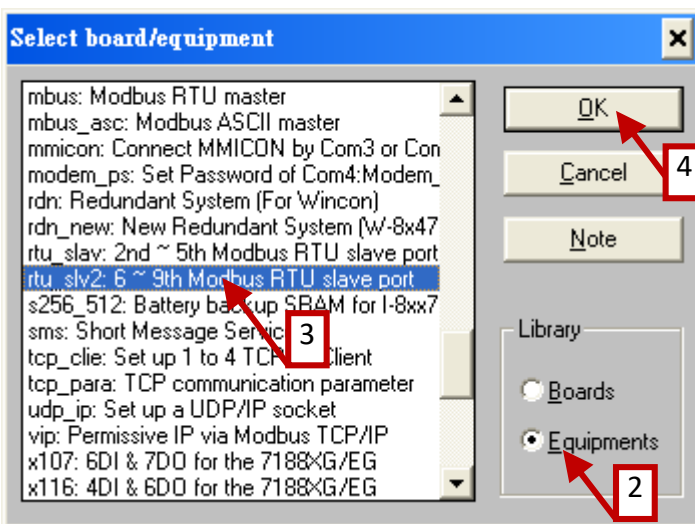 Select board/equipment
mbus: Modbus RTU master
mbus_asc: Modbus ASCII master
mmicon: Connect MMICON by Com3 or Con
modem_ps: Set Password of Com4:Modem_
rdn: Redundant System (For Wincon)
rdn_new: New Redundant System (W-8x47
rtu_slav: 2nd ~ 5th Modbus RTU slave port
rtu_slv2: 6 ~ 9th Modbus RTU slave port
s256_512: Battery backup SRAM for I-8xx7
sms: Short Message Servic
tcp_clie: Set up 1 to 4 TCP Client
tcp_para: TCP communication parameter
udp_ip: Set up a UDP/IP socket
vip: Permissive IP via Modbus TCP/IP
x107: 6DI & 7DO for the 7188XG/EG
x116: 4DI & 6DO for the 7188XG/EG
3
OK
4
Cancel
Note
Library
Boards
Equipments
2